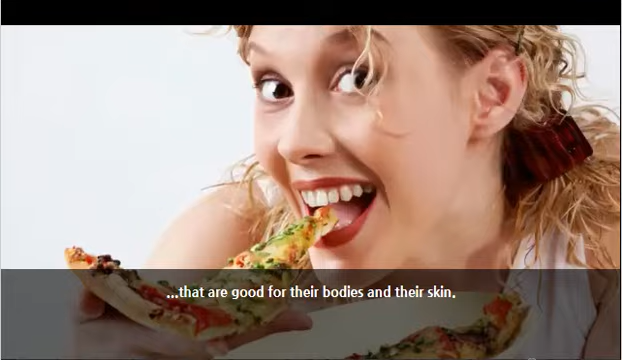 ...that are good for their bodies and their skin.